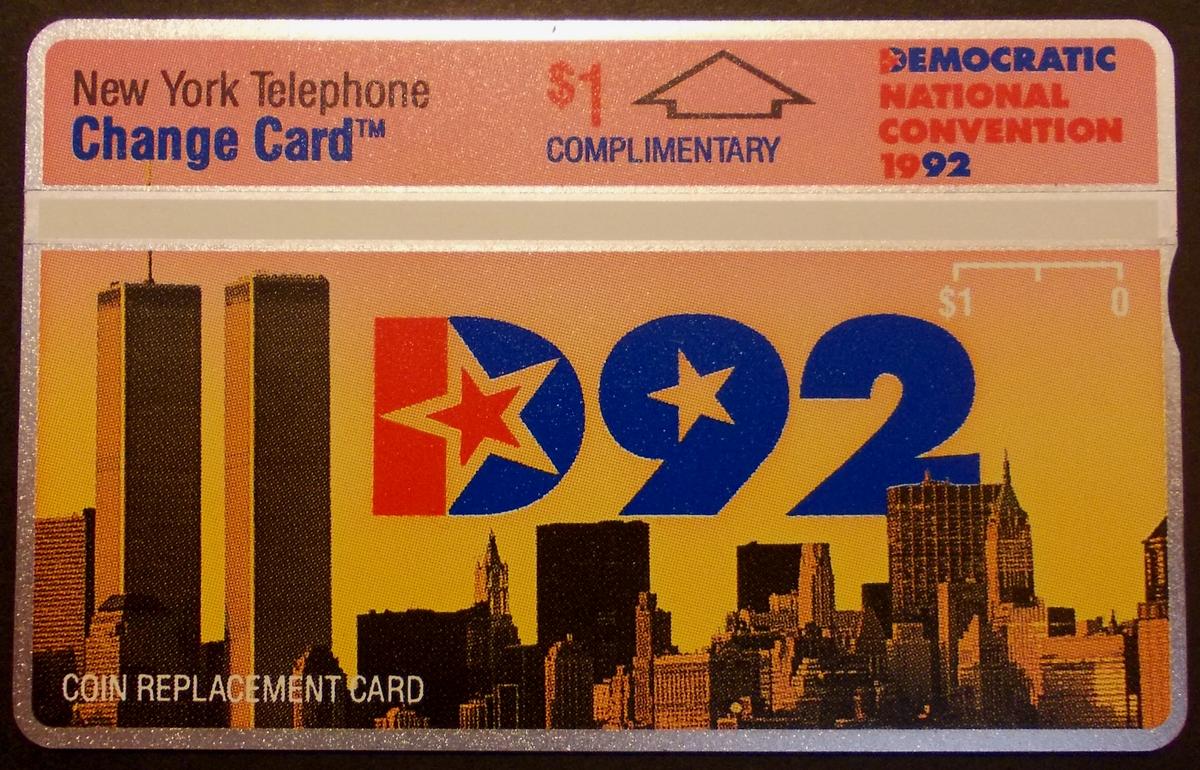 New York Telephone
Change Card™
$1
COMPLIMENTARY
DEMOCRATIC
NATIONAL
CONVENTION
1992
$1 0
D92
COIN REPLACEMENT CARD